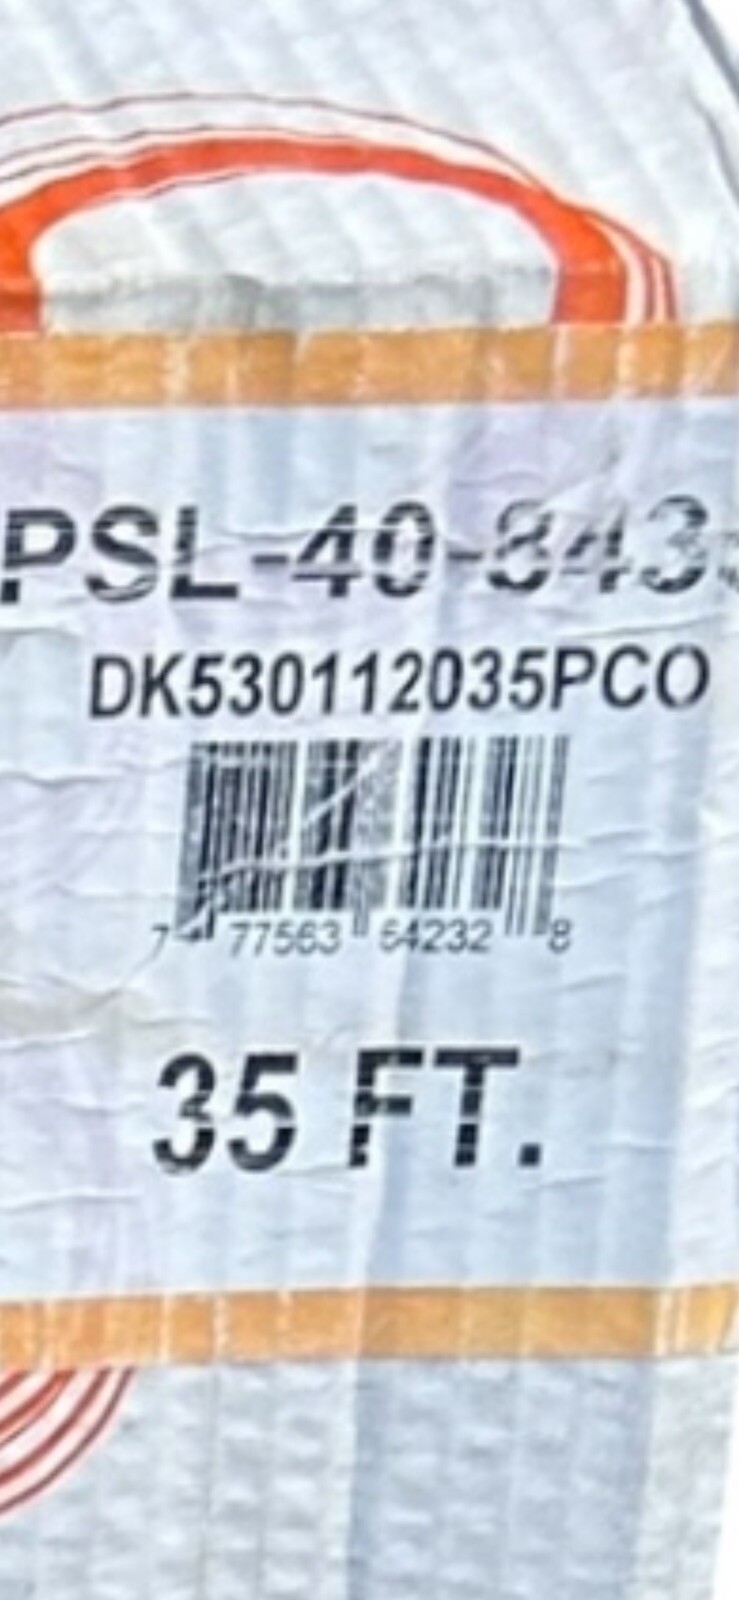 PSL-40-843
DK530112035PCO
7 77563 64232 8
35 FT.